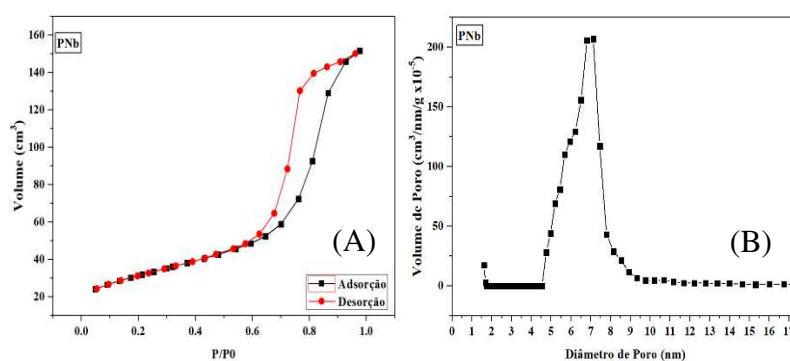 PNb
Volume (cm³)
160
140
120
100
80
60
40
20
0.0 0.2 0.4 0.6 0.8 1.0
P/P0
(A)
Adsorção
Desorção
PNb
Volume de Poro (cm³/nm/g x10⁻⁵)
200
150
100
50
0
0 1 2 3 4 5 6 7 8 9 10 11 12 13 14 15 16 17
Diâmetro de Poro (nm)
(B)